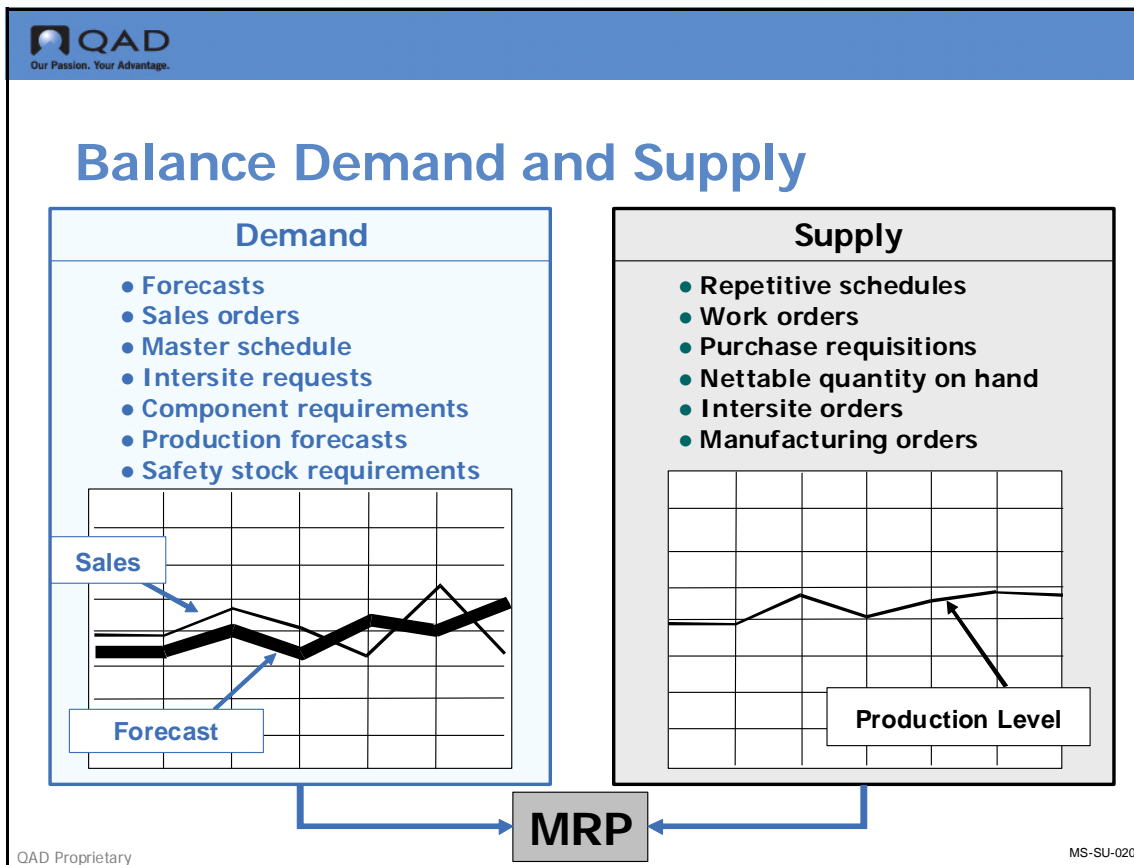 QAD
Our Passion. Your Advantage.
Balance Demand and Supply
Demand
● Forecasts
● Sales orders
● Master schedule
● Intersite requests
● Component requirements
● Production forecasts
● Safety stock requirements
Sales
Forecast
Supply
● Repetitive schedules
● Work orders
● Purchase requisitions
● Nettable quantity on hand
● Intersite orders
● Manufacturing orders
Production Level
MRP
QAD Proprietary
MS-SU-020